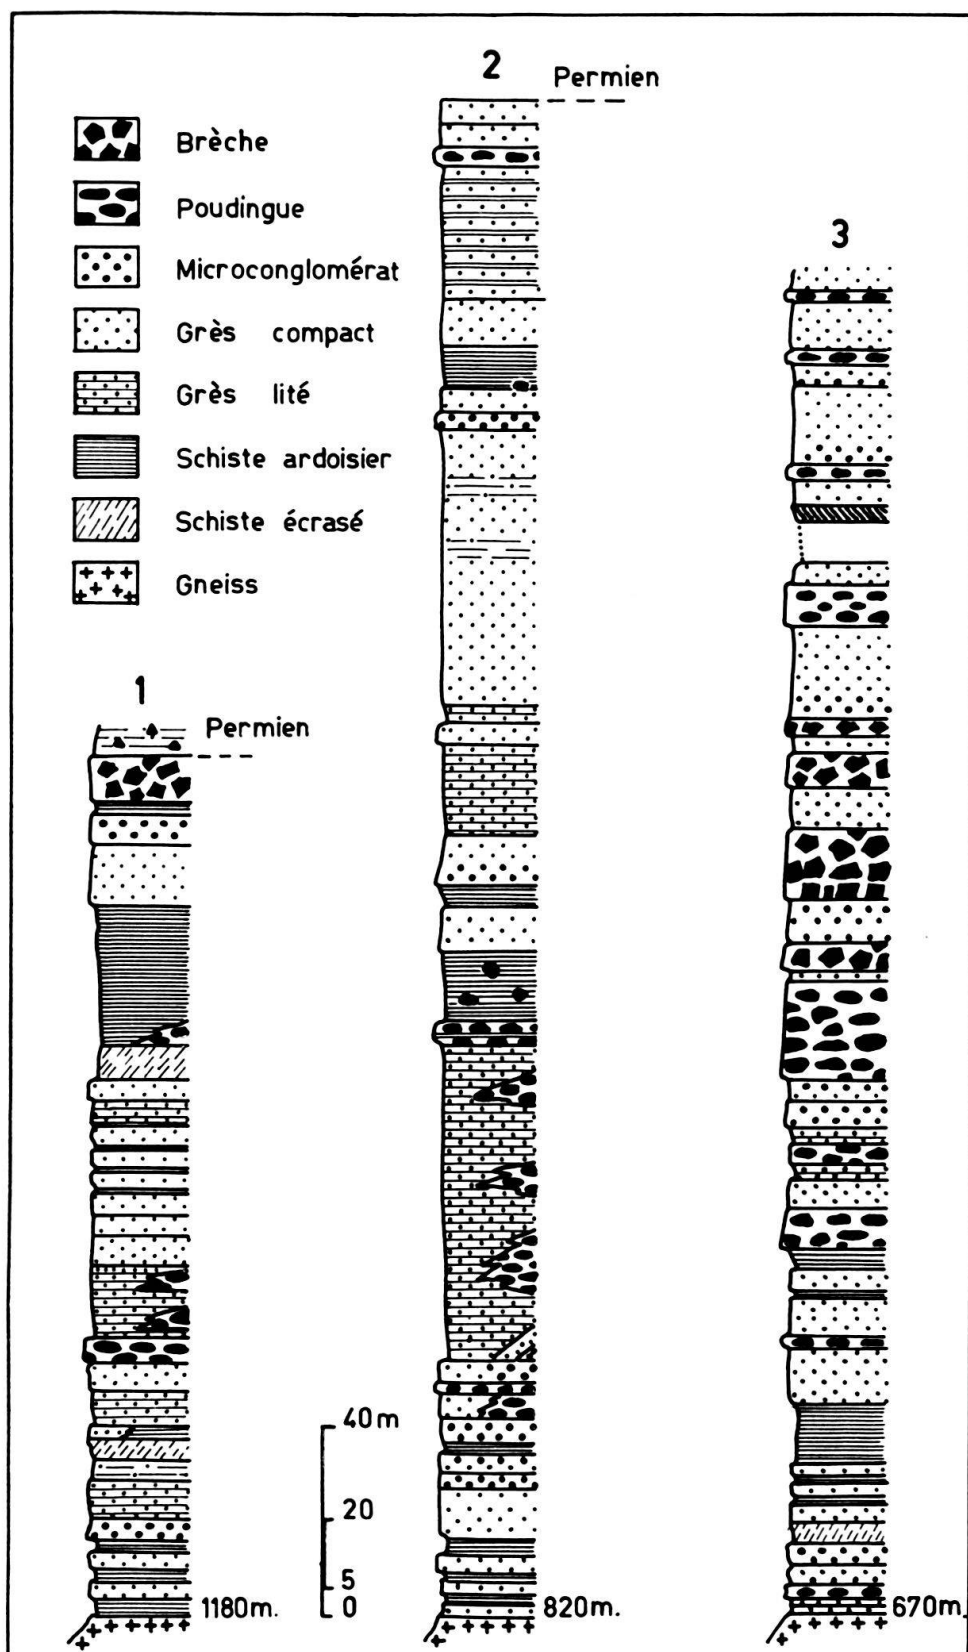 2
Permien
Brèche
Poudingue
Microconglomérat
Grès compact
Grès lité
Schiste ardoisier
Schiste écrasé
Gneiss
3
1
Permien
40 m
20
5
0
1180m.
820m.
670m.